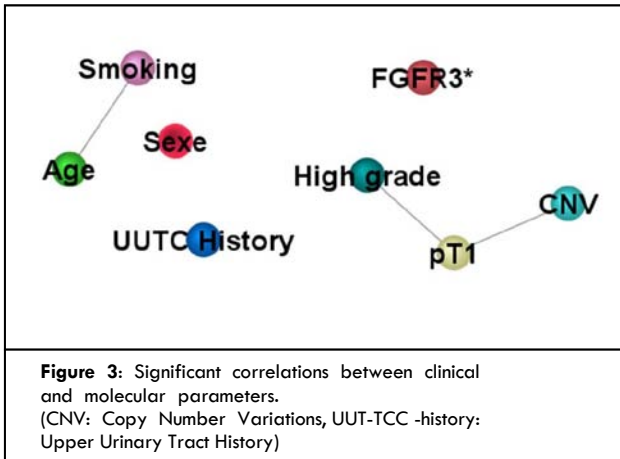 Smoking
FGFR3*
Sexe
Age
High grade
CNV
UUTC History
pT1
Figure 3: Significant correlations between clinical
and molecular parameters.
(CNV: Copy Number Variations, UUT-TCC -history:
Upper Urinary Tract History)